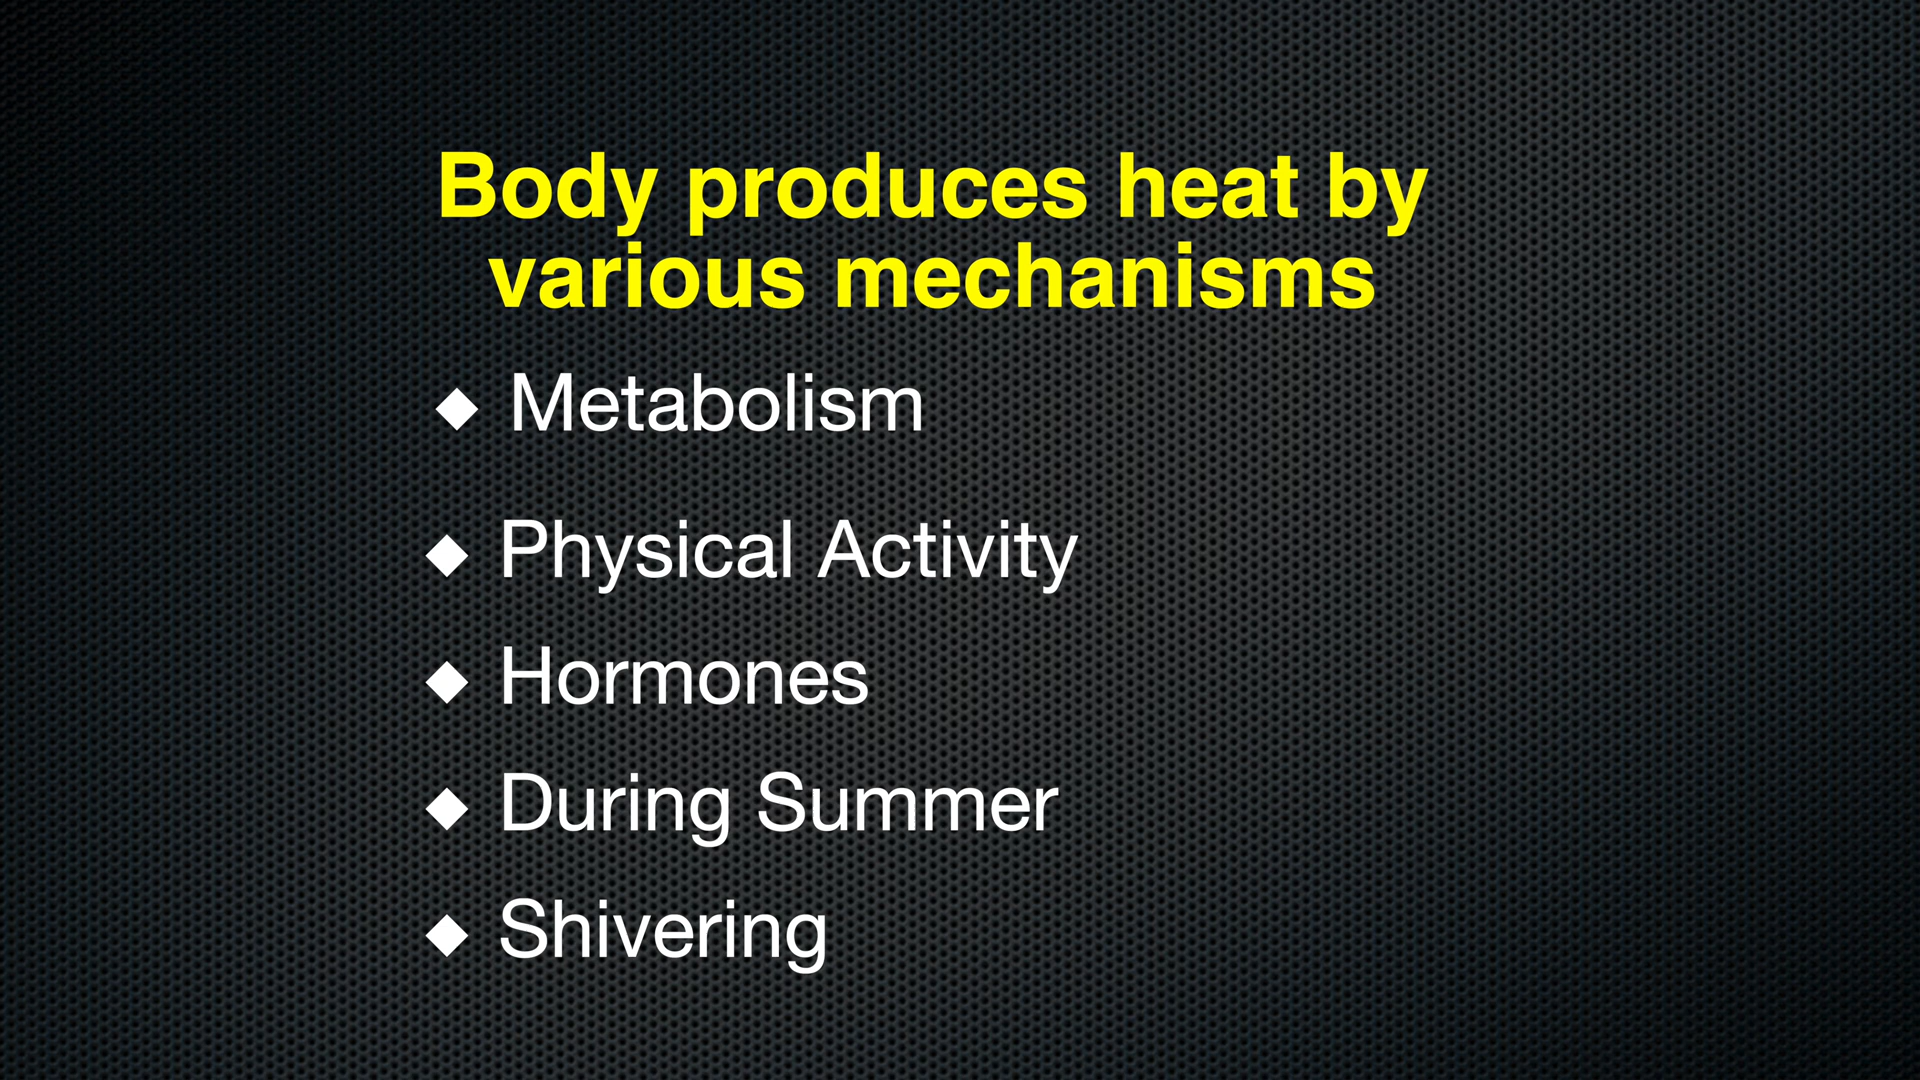 Body produces heat by
various mechanisms
◆ Metabolism
◆ Physical Activity
◆ Hormones
◆ During Summer
◆ Shivering